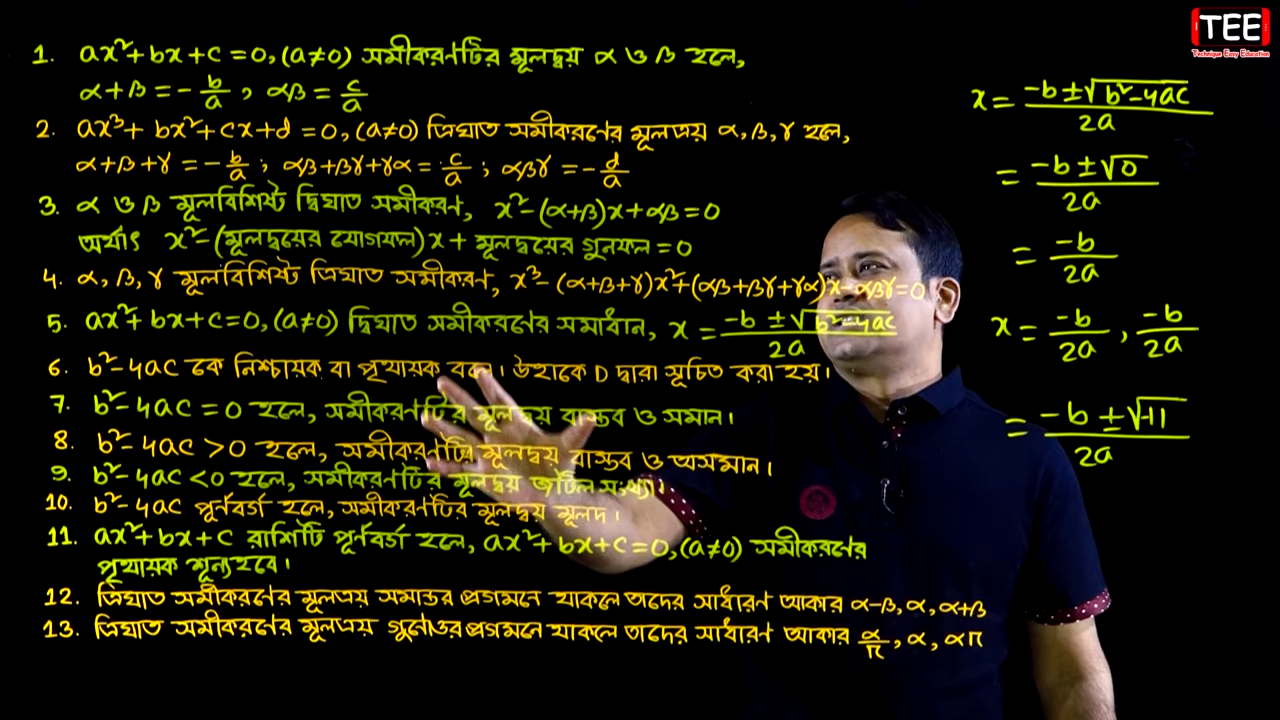 TEE
Technique Easy Education
1. ax²+bx+c=0, (a≠0) সমীকরণটির মূলদ্বয় α ও β হলে,
α+β = -b/a, αβ = c/a
2. ax³+bx²+cx+d=0, (a≠0) ত্রিঘাত সমীকরণের মূলত্রয় α, β, γ হলে,
α+β+γ = -b/a ; αβ+βγ+γα = c/a ; αβγ = -d/a
3. α ও β মূলবিশিষ্ট দ্বিঘাত সমীকরণ, x²-(α+β)x+αβ=0
অর্থাৎ x²-(মূলদ্বয়ের যোগফল)x+ মূলদ্বয়ের গুনফল=0
4. α, β, γ মূলবিশিষ্ট ত্রিঘাত সমীকরণ, x³-(α+β+γ)x²+(αβ+βγ+γα)x-αβγ=0
5. ax²+bx+c=0, (a≠0) দ্বিঘাত সমীকরণের সমাধান, x = (-b±√(b²-4ac))/2a
6. b²-4ac কে নিশ্চায়ক বা পৃথায়ক বলে। উহাকে D দ্বারা সূচিত করা হয়।
7. b²-4ac=0 হলে, সমীকরণটির মূলদ্বয় বাস্তব ও সমান।
8. b²-4ac>0 হলে, সমীকরণটির মূলদ্বয় বাস্তব ও অসমান।
9. b²-4ac<0 হলে, সমীকরণটির মূলদ্বয় জটিল সংখ্যা।
10. b²-4ac পূর্ণবর্গ হলে, সমীকরণটির মূলদ্বয় মূলদ।
11. ax²+bx+c রাশিটি পূর্ণবর্গ হলে, ax²+bx+c=0, (a≠0) সমীকরণের
পৃথায়ক শূন্য হবে।
12. ত্রিঘাত সমীকরণের মূলত্রয় সমান্তর প্রগমনে থাকলে তাদের সাধারণ আকার α-β, α, α+β
13. ত্রিঘাত সমীকরণের মূলত্রয় গুনোত্তর প্রগমনে থাকলে তাদের সাধারণ আকার α/r, α, αr
x = (-b±√(b²-4ac))/2a
= (-b±√0)/2a
= -b/2a
x = -b/2a, -b/2a
= (-b±√-11)/2a